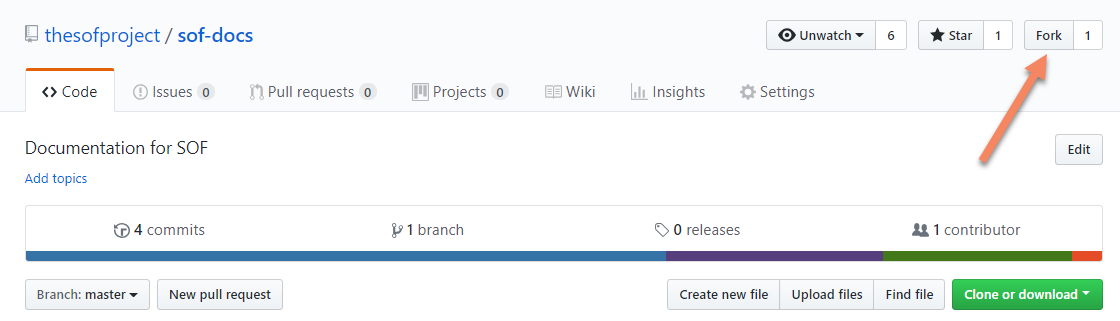 thesofproject / sof-docs Unwatch 6 Star 1 Fork 1
Code Issues 0 Pull requests 0 Projects 0 Wiki Insights Settings
Documentation for SOF Edit
Add topics
4 commits 1 branch 0 releases 1 contributor
Branch: master New pull request Create new file Upload files Find file Clone or download